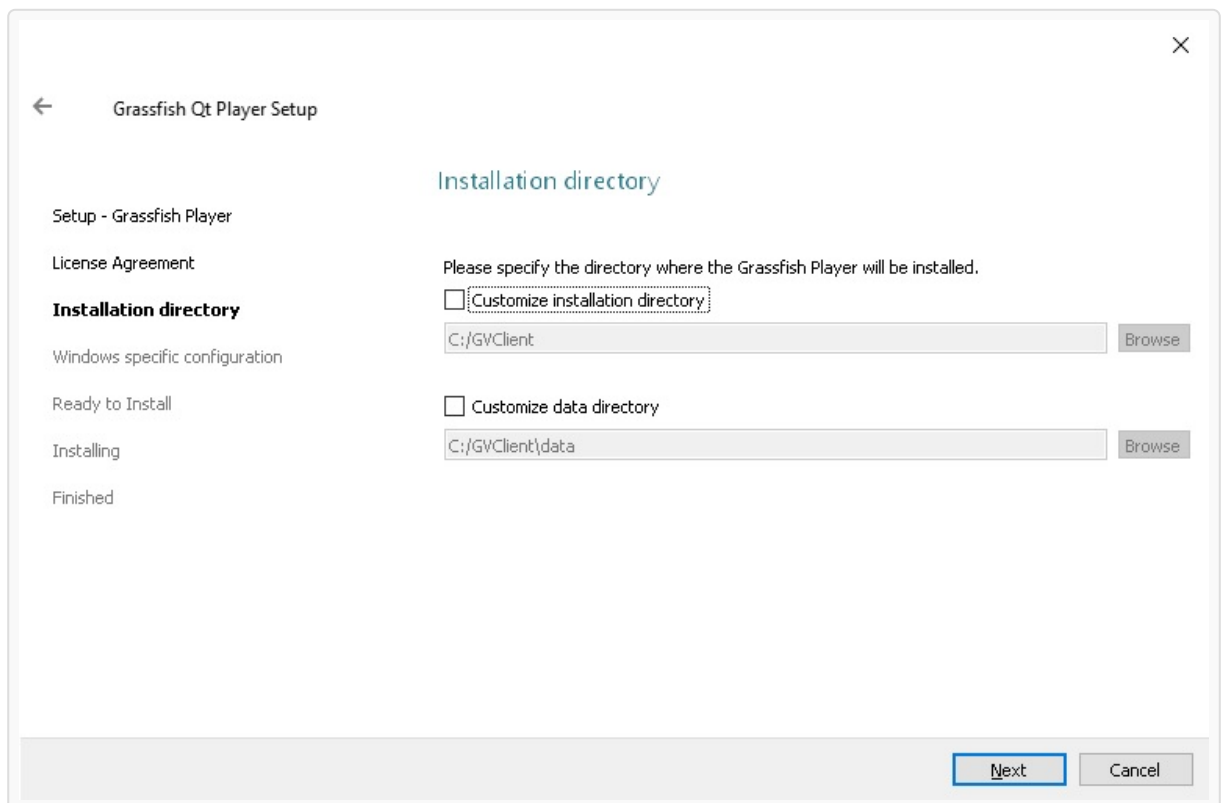 Grassfish Qt Player Setup
Installation directory
Setup - Grassfish Player
License Agreement
Installation directory
Windows specific configuration
Ready to Install
Installing
Finished
Please specify the directory where the Grassfish Player will be installed.
Customize installation directory
C:/GVClient
Browse
Customize data directory
C:/GVClient\data
Browse
Next
Cancel